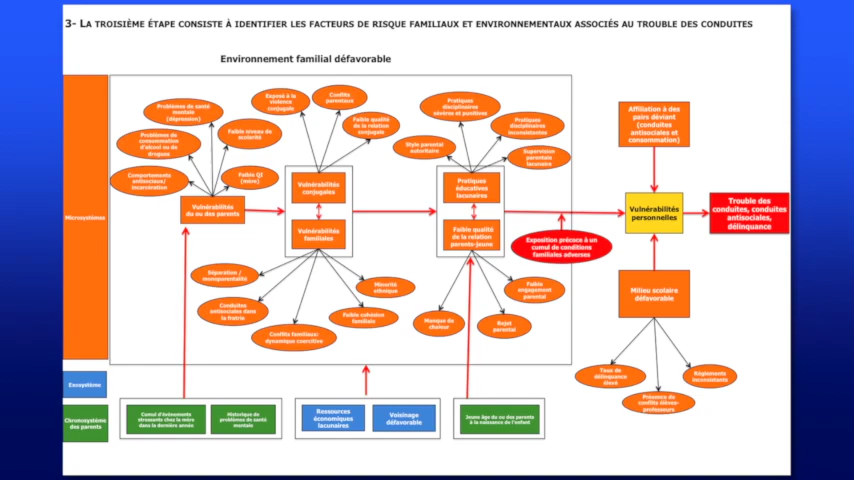 3- LA TROISIÈME ÉTAPE CONSISTE À IDENTIFIER LES FACTEURS DE RISQUE FAMILIAUX ET ENVIRONNEMENTAUX ASSOCIÉS AU TROUBLE DES CONDUITES
Environnement familial défavorable
Microsystèmes
Problèmes de santé
mentale
(dépression)
Problèmes de
consommation
d'alcool ou de
drogues
Faible niveau de
scolarité
Comportements
antisociaux/
incarcération
Faible QI
(mère)
Vulnérabilités
du ou des parents
Exposé à la
violence
conjugale
Conflits
parentaux
Faible qualité
de la relation
conjugale
Vulnérabilités
conjugales
Vulnérabilités
familiales
Séparation /
monoparentalité
Conduites
antisociales dans
la fratrie
Conflits familiaux:
dynamique coercitive
Faible cohésion
familiale
Minorité
ethnique
Pratiques
disciplinaires
sévères et punitives
Pratiques
disciplinaires
inconsistantes
Style parental
autoritaire
Supervision
parentale
lacunaire
Pratiques
éducatives
lacunaires
Faible qualité
de la relation
parents-jeune
Manque de
chaleur
Rejet
parental
Faible
engagement
parental
Exposition précoce à un
cumul de conditions
familiales adverses
Affiliation à des
pairs déviant
(conduites
antisociales et
consommation)
Vulnérabilités
personnelles
Trouble des
conduites, conduites
antisociales,
délinquance
Milieu scolaire
défavorable
Taux de
délinquance
élevé
Présence de
conflits élève-
professeurs
Règlements
inconsistants
Exosystème
Chronosystème
des parents
Cumul d'évènements
stressants chez la mère
dans la dernière année
Historique de
problèmes de santé
mentale
Ressources
économiques
lacunaires
Voisinage
défavorable
Jeune âge du ou des parents
à la naissance de l'enfant